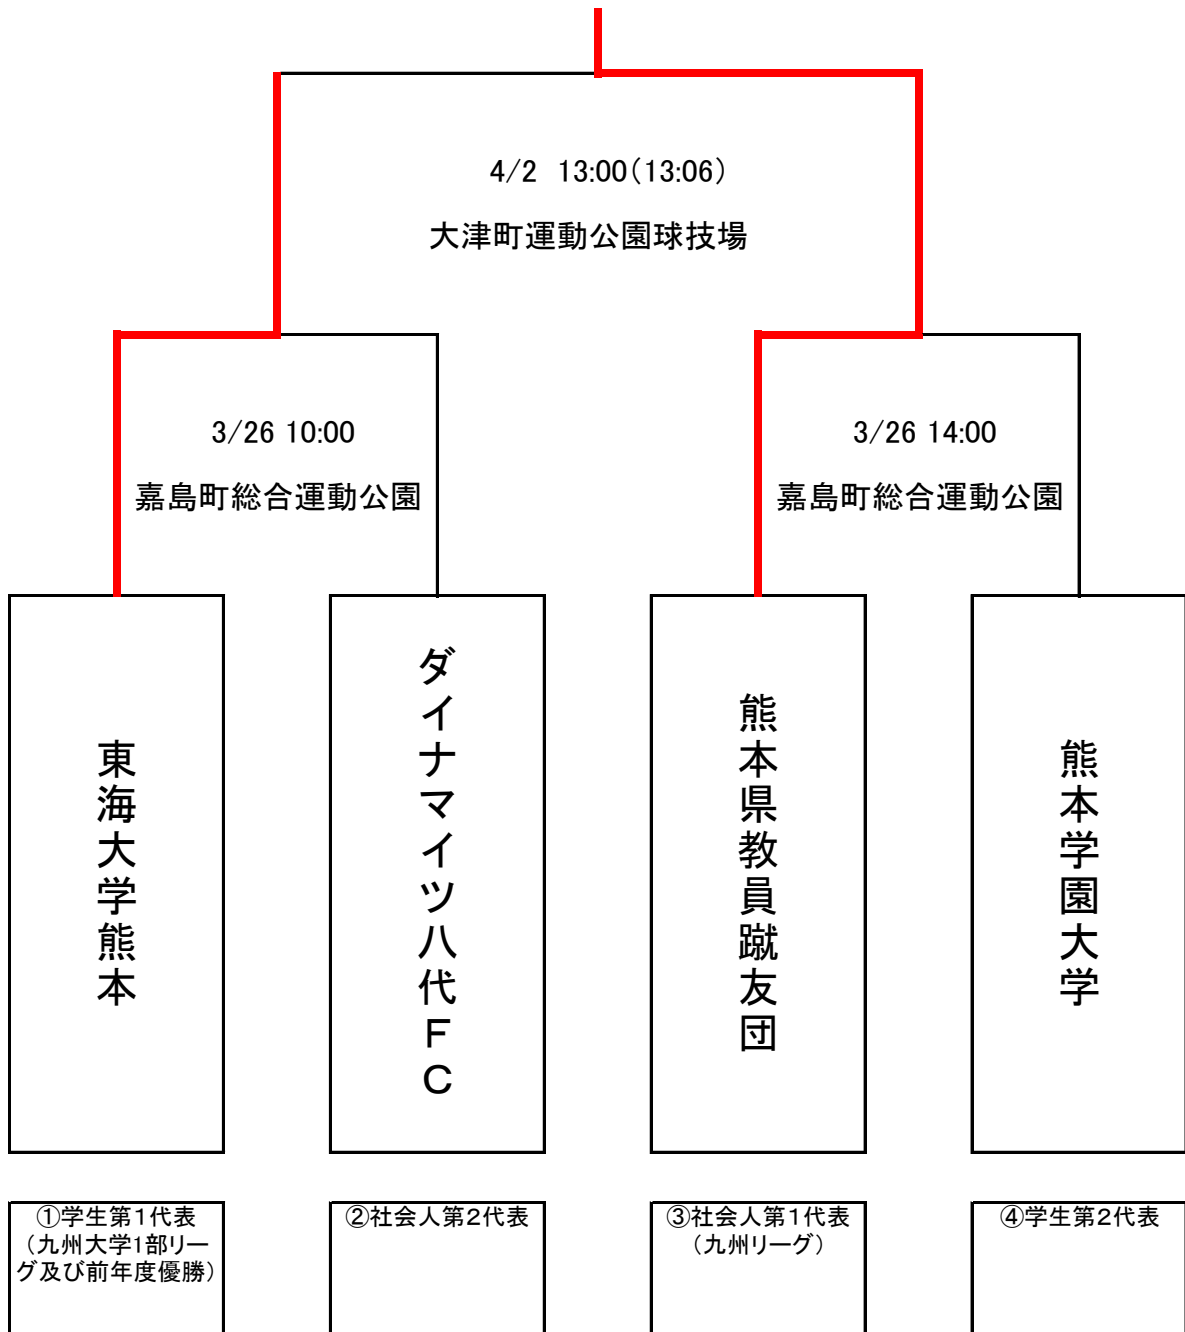 4/2 13:00(13:06)
大津町運動公園球技場
3/26 10:00
嘉島町総合運動公園
3/26 14:00
嘉島町総合運動公園
東海大学熊本
ダイナマイツ八代FC
熊本県教員蹴友団
熊本学園大学
①学生第1代表
(九州大学1部リー
グ及び前年度優勝)
②社会人第2代表
③社会人第1代表
(九州リーグ)
④学生第2代表